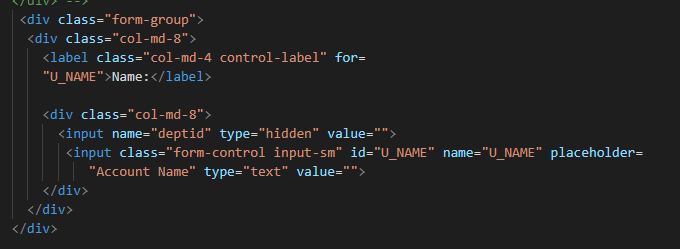 </div> -->
<div class="form-group">
<div class="col-md-8">
<label class="col-md-4 control-label" for=
"U_NAME">Name:</label>
<div class="col-md-8">
<input name="deptid" type="hidden" value="">
<input class="form-control input-sm" id="U_NAME" name="U_NAME" placeholder=
"Account Name" type="text" value="">
</div>
</div>
</div>